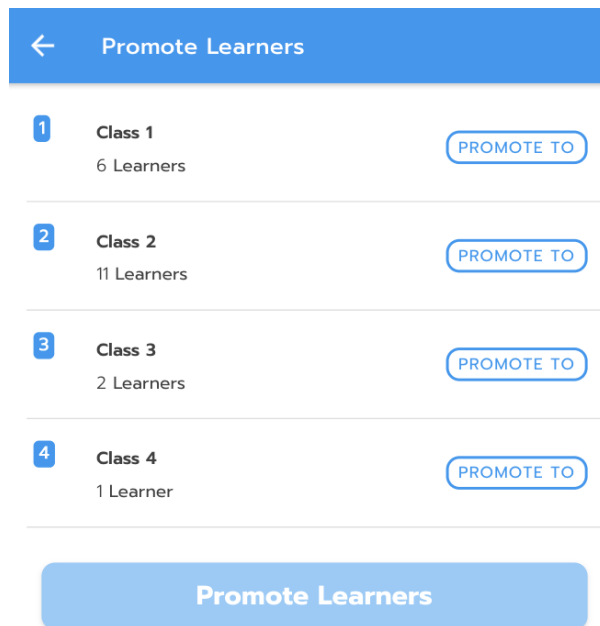 Promote Learners
1
Class 1
6 Learners
PROMOTE TO
2
Class 2
11 Learners
PROMOTE TO
3
Class 3
2 Learners
PROMOTE TO
4
Class 4
1 Learner
PROMOTE TO
Promote Learners